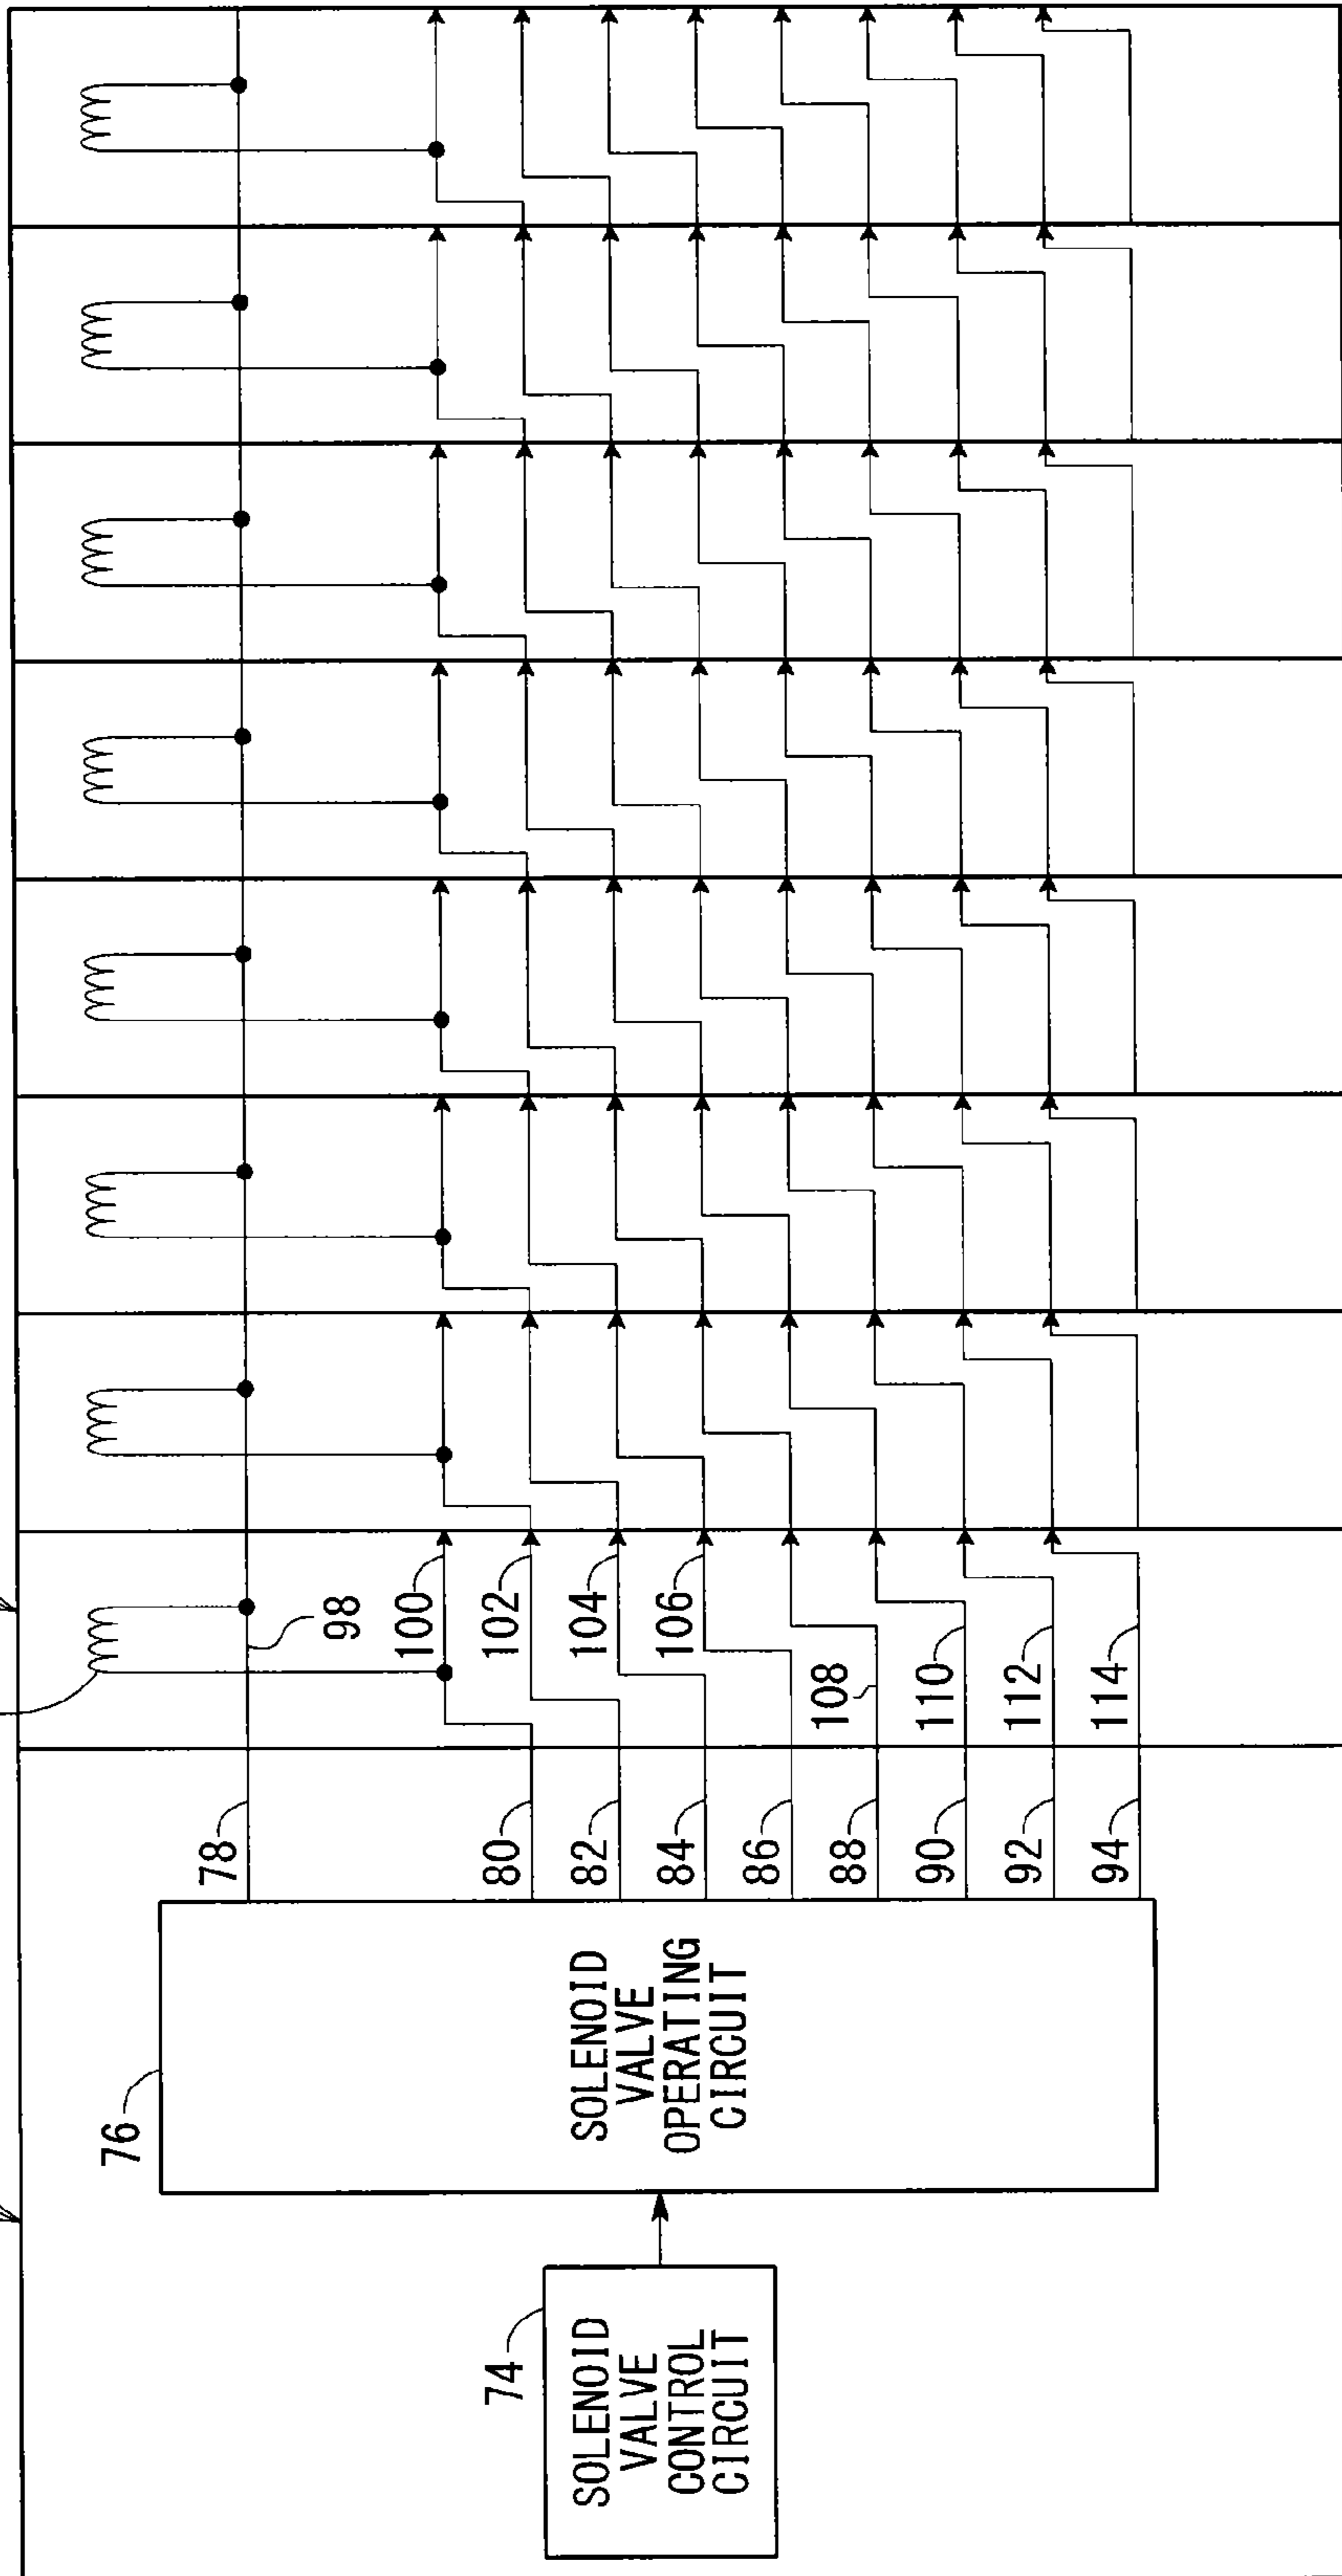 74
SOLENOID
VALVE
CONTROL
CIRCUIT
76
SOLENOID
VALVE
OPERATING
CIRCUIT
78
80
82
84
86
88
90
92
94
98
100
102
104
106
108
110
112
114